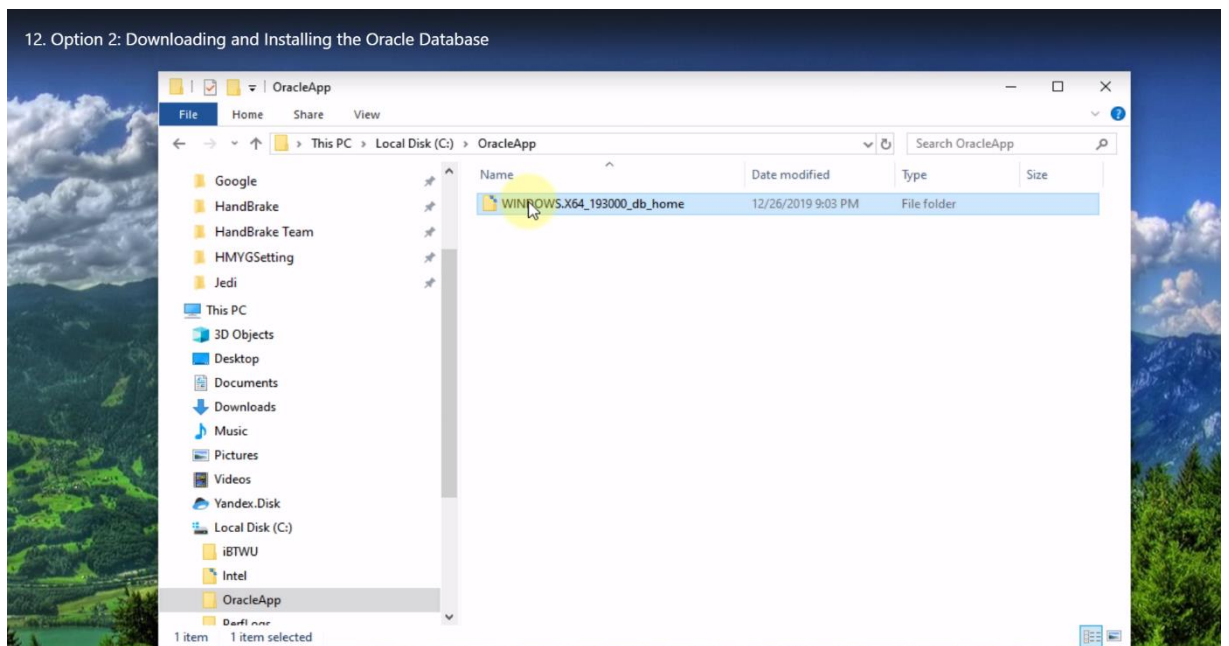 12. Option 2: Downloading and Installing the Oracle Database
OracleApp
File Home Share View
This PC > Local Disk (C:) > OracleApp
Search OracleApp
Name Date modified Type Size
WINDOWS.X64_193000_db_home 12/26/2019 9:03 PM File folder
Google
HandBrake
HandBrake Team
HMYGSetting
Jedi
This PC
3D Objects
Desktop
Documents
Downloads
Music
Pictures
Videos
Yandex.Disk
Local Disk (C:)
iBTWU
Intel
OracleApp
PerfLogs
1 item 1 item selected